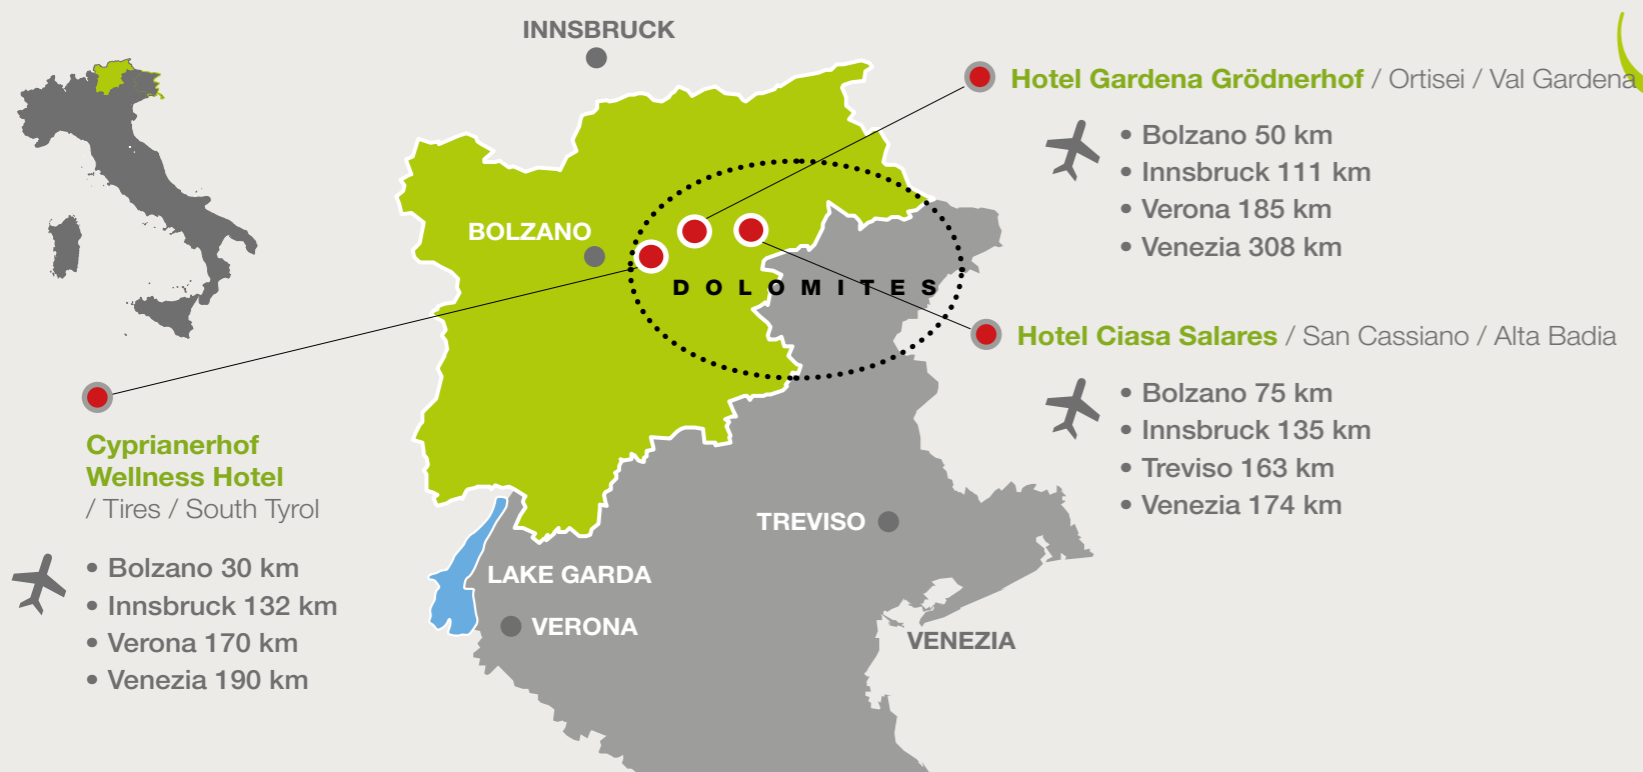 INNSBRUCK
Hotel Gardena Grödnerhof / Ortisei / Val Gardena
• Bolzano 50 km
• Innsbruck 111 km
• Verona 185 km
• Venezia 308 km
BOLZANO
DOLOMITES
Hotel Ciasa Salares / San Cassiano / Alta Badia
• Bolzano 75 km
• Innsbruck 135 km
• Treviso 163 km
• Venezia 174 km
Cyprianerhof
Wellness Hotel
/ Tires / South Tyrol
• Bolzano 30 km
• Innsbruck 132 km
• Verona 170 km
• Venezia 190 km
TREVISO
LAKE GARDA
VERONA
VENEZIA